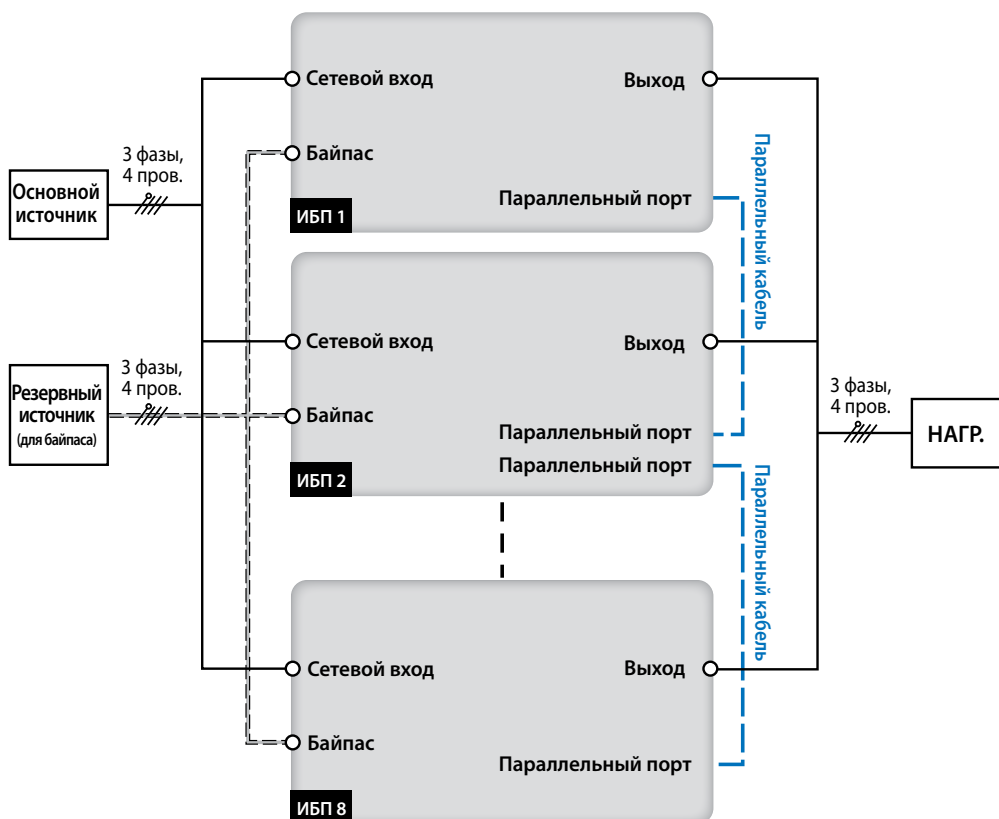 Сетевой вход
Выход
Байпас
Параллельный порт
ИБП 1
3 фазы,
4 пров.
Основной
источник
Параллельный кабель
Сетевой вход
Выход
Байпас
Параллельный порт
Параллельный порт
ИБП 2
3 фазы,
4 пров.
Резервный
источник
(для байпаса)
3 фазы,
4 пров.
НАГР.
Параллельный кабель
Сетевой вход
Выход
Байпас
Параллельный порт
ИБП 8